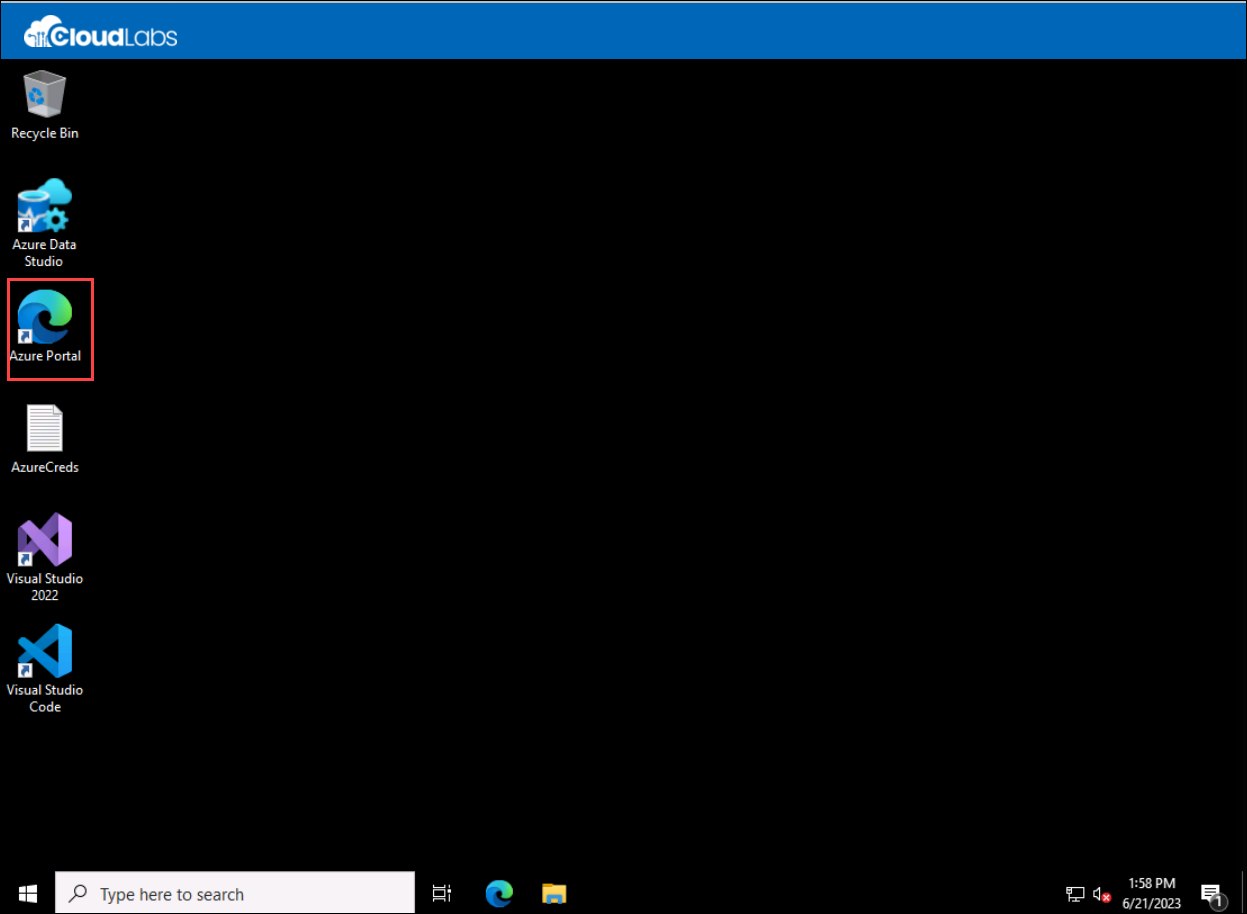 CloudLabs
Recycle Bin
Azure Data
Studio
Azure Portal
AzureCreds
Visual Studio
2022
Visual Studio
Code
Type here to search
1:58 PM
6/21/2023
1